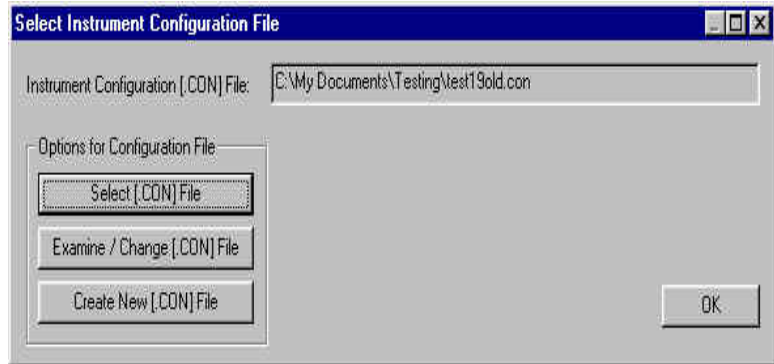 Select Instrument Configuration File
Instrument Configuration [.CON] File: C:\My Documents\Testing\test19old.con
Options for Configuration File
Select [.CON] File
Examine / Change [.CON] File
Create New [.CON] File
OK